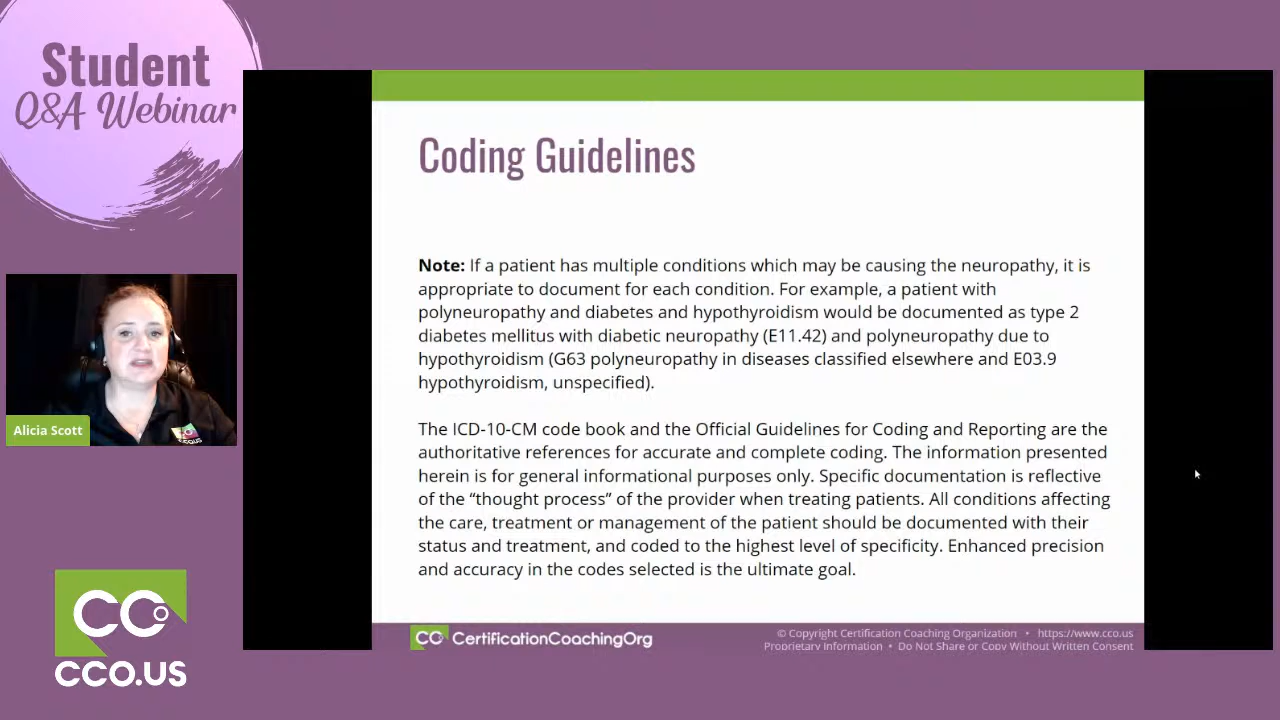 Student
Q&A Webinar
Coding Guidelines
Note: If a patient has multiple conditions which may be causing the neuropathy, it is
appropriate to document for each condition. For example, a patient with
polyneuropathy and diabetes and hypothyroidism would be documented as type 2
diabetes mellitus with diabetic neuropathy (E11.42) and polyneuropathy due to
hypothyroidism (G63 polyneuropathy in diseases classified elsewhere and E03.9
hypothyroidism, unspecified).
The ICD-10-CM code book and the Official Guidelines for Coding and Reporting are the
authoritative references for accurate and complete coding. The information presented
herein is for general informational purposes only. Specific documentation is reflective
of the “thought process” of the provider when treating patients. All conditions affecting
the care, treatment or management of the patient should be documented with their
status and treatment, and coded to the highest level of specificity. Enhanced precision
and accuracy in the codes selected is the ultimate goal.
Alicia Scott
CCO
CCO.US
CCO CertificationCoachingOrg
© Copyright Certification Coaching Organization • https://www.cco.us
Proprietary Information • Do Not Share or Copy Without Written Consent